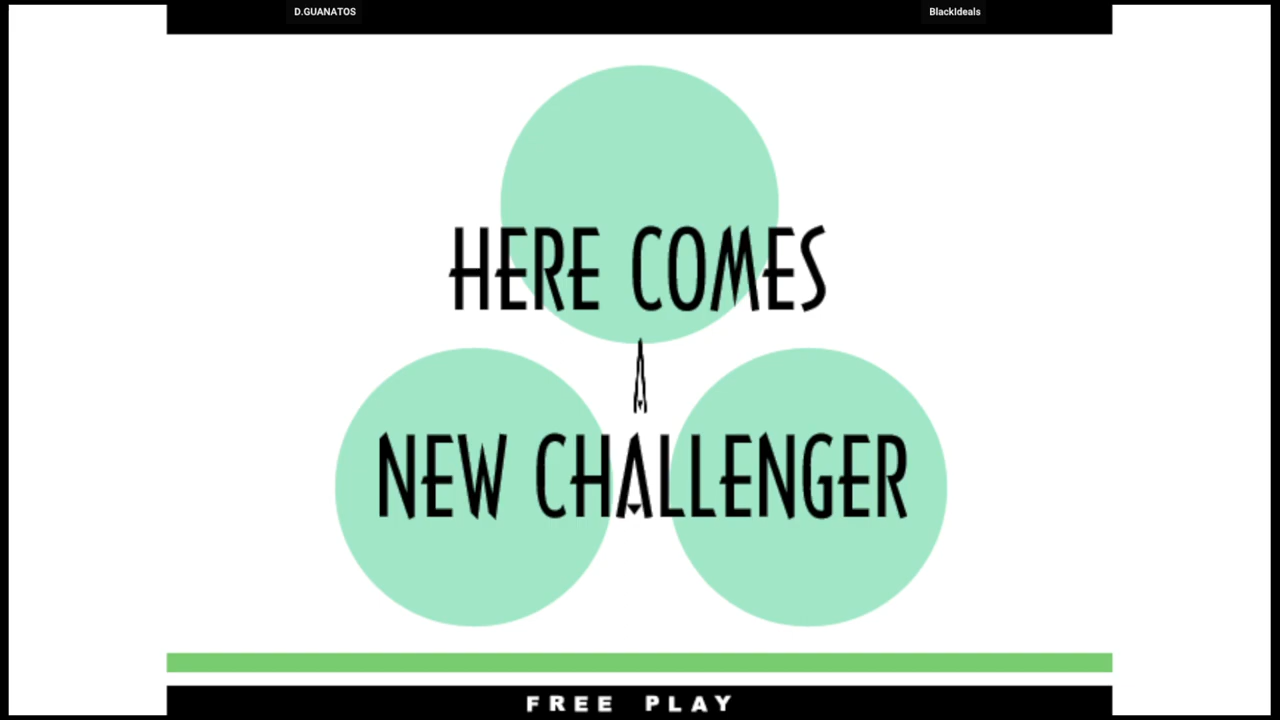 D.GUANATOS
BlackIdeals
HERE COMES
A
NEW CHALLENGER
FREE PLAY